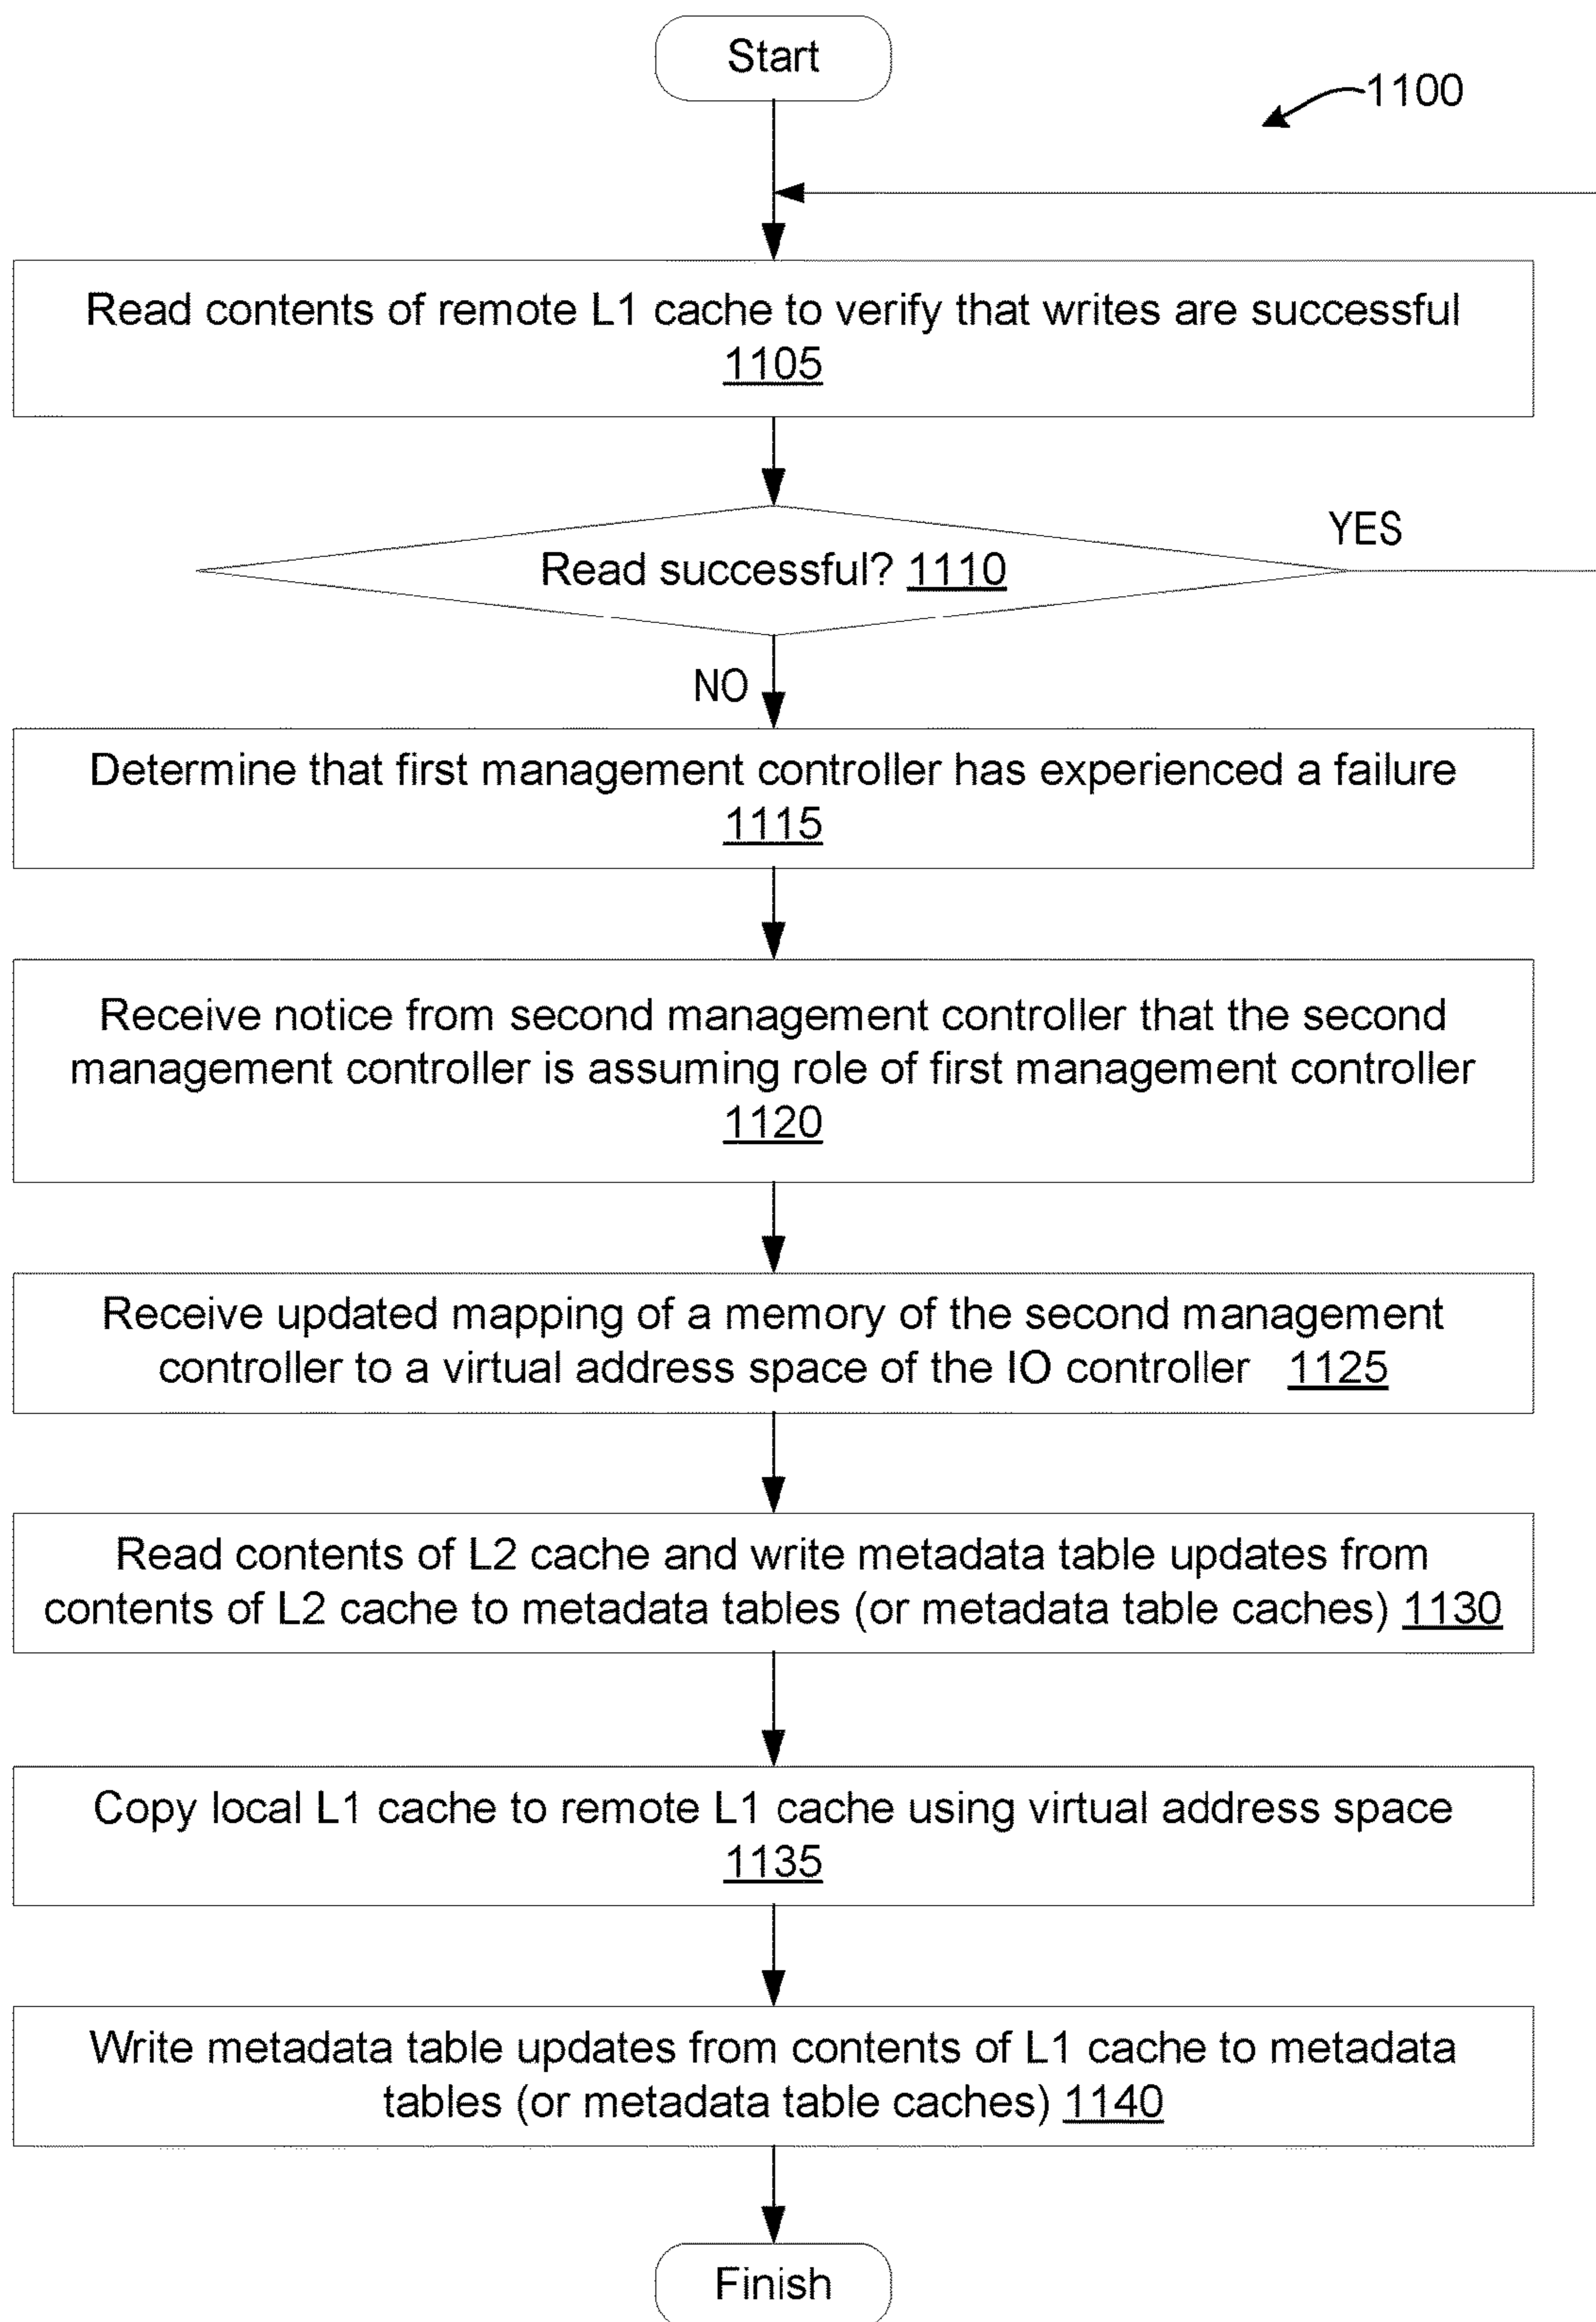 Start
1100
Read contents of remote L1 cache to verify that writes are successful
1105
YES
Read successful? 1110
NO
Determine that first management controller has experienced a failure
1115
Receive notice from second management controller that the second
management controller is assuming role of first management controller
1120
Receive updated mapping of a memory of the second management
controller to a virtual address space of the IO controller 1125
Read contents of L2 cache and write metadata table updates from
contents of L2 cache to metadata tables (or metadata table caches) 1130
Copy local L1 cache to remote L1 cache using virtual address space
1135
Write metadata table updates from contents of L1 cache to metadata
tables (or metadata table caches) 1140
Finish